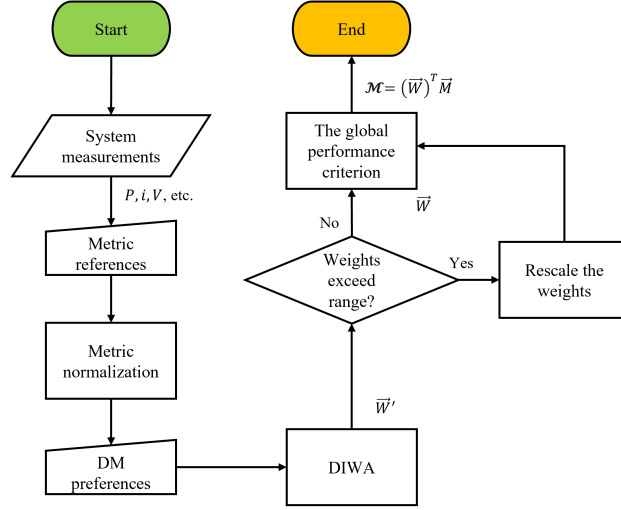 Start
System
measurements
P, i, V, etc.
Metric
references
Metric
normalization
DM
preferences
DIWA
W⃗′
Weights
exceed
range?
Yes
Rescale the
weights
No
W⃗
The global
performance
criterion
ℳ = (W⃗)ᵀ M⃗
End